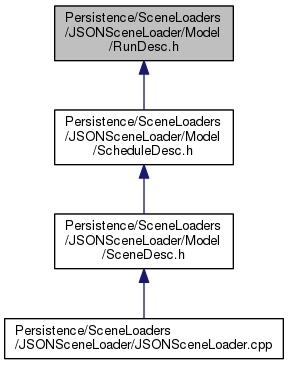 Persistence/SceneLoaders
/JSONSceneLoader/Model
/RunDesc.h
Persistence/SceneLoaders
/JSONSceneLoader/Model
/ScheduleDesc.h
Persistence/SceneLoaders
/JSONSceneLoader/Model
/SceneDesc.h
Persistence/SceneLoaders
/JSONSceneLoader/JSONSceneLoader.cpp